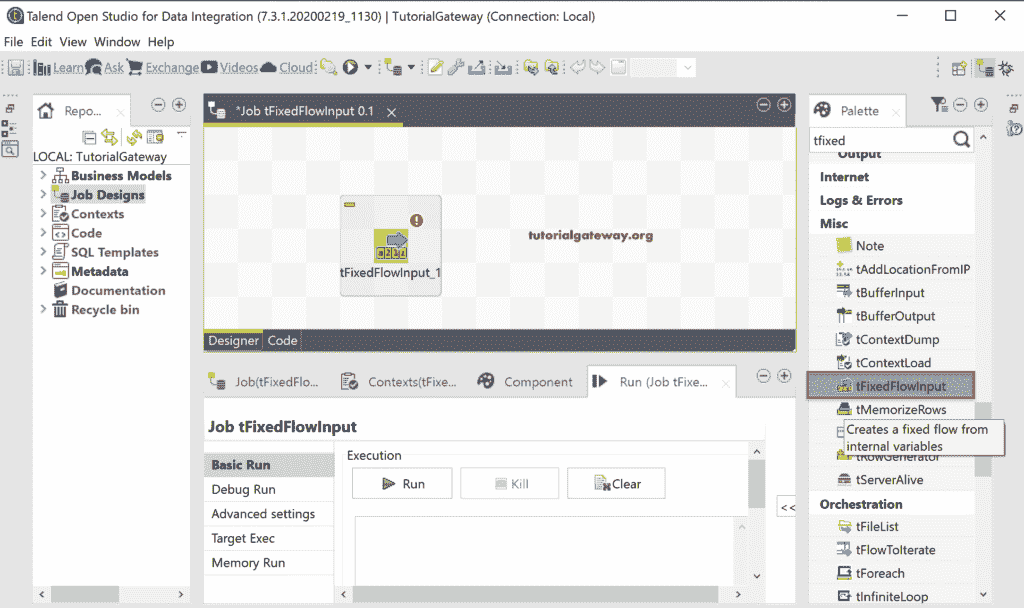 Talend Open Studio for Data Integration (7.3.1.20200219_1130) | TutorialGateway (Connection: Local)
File Edit View Window Help
Learn Ask Exchange Videos Cloud
Repo...
LOCAL: TutorialGateway
Business Models
Job Designs
Contexts
Code
SQL Templates
Metadata
Documentation
Recycle bin
*Job tFixedFlowInput 0.1
tFixedFlowInput_1
tutorialgateway.org
Designer Code
Job(tFixedFlo...
Contexts(tFixe...
Component
Run (Job tFixe...
Job tFixedFlowInput
Basic Run
Debug Run
Advanced settings
Target Exec
Memory Run
Execution
Run
Kill
Clear
<<
Palette
tfixed
Output
Internet
Logs & Errors
Misc
Note
tAddLocationFromIP
tBufferInput
tBufferOutput
tContextDump
tContextLoad
tFixedFlowInput
tMemorizeRows
Creates a fixed flow from
internal variables
tRowGenerator
tServerAlive
Orchestration
tFileList
tFlowToIterate
tForeach
tInfiniteLoop